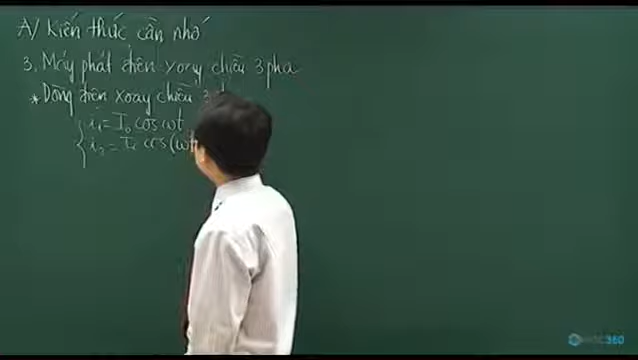 A/ Kiến thức cần nhớ
3. Máy phát điện xoay chiều 3 pha
* Dòng điện xoay chiều 3
i₁ = I₀ cos ωt
i₂ = I₀ cos (ωt
360